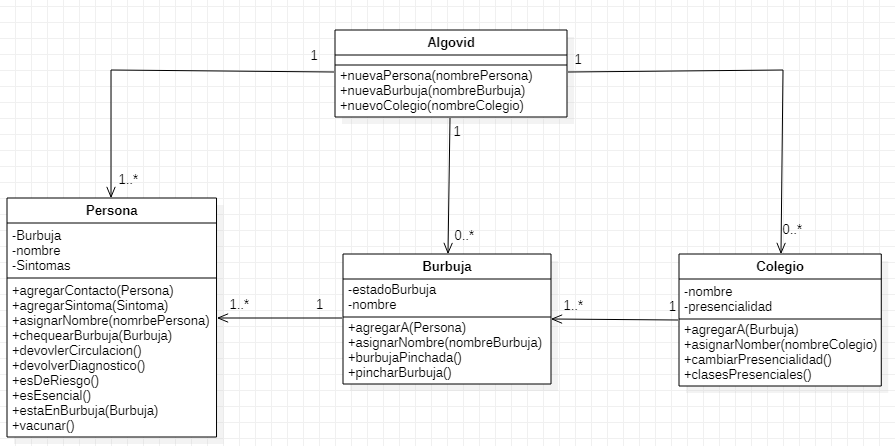 Algovid
+nuevaPersona(nombrePersona)
+nuevaBurbuja(nombreBurbuja)
+nuevoColegio(nombreColegio)
1
1
1
1..*
0..*
0..*
Persona
-Burbuja
-nombre
-Sintomas
+agregarContacto(Persona)
+agregarSintoma(Sintoma)
+asignarNombre(nomrbePersona)
+chequearBurbuja(Burbuja)
+devovlerCirculacion()
+devolverDiagnostico()
+esDeRiesgo()
+esEsencial()
+estaEnBurbuja(Burbuja)
+vacunar()
1..*
1
Burbuja
-estadoBurbuja
-nombre
+agregarA(Persona)
+asignarNombre(nombreBurbuja)
+burbujaPinchada()
+pincharBurbuja()
1..*
1
Colegio
-nombre
-presencialidad
+agregarA(Burbuja)
+asignarNomber(nombreColegio)
+cambiarPresencialidad()
+clasesPresenciales()